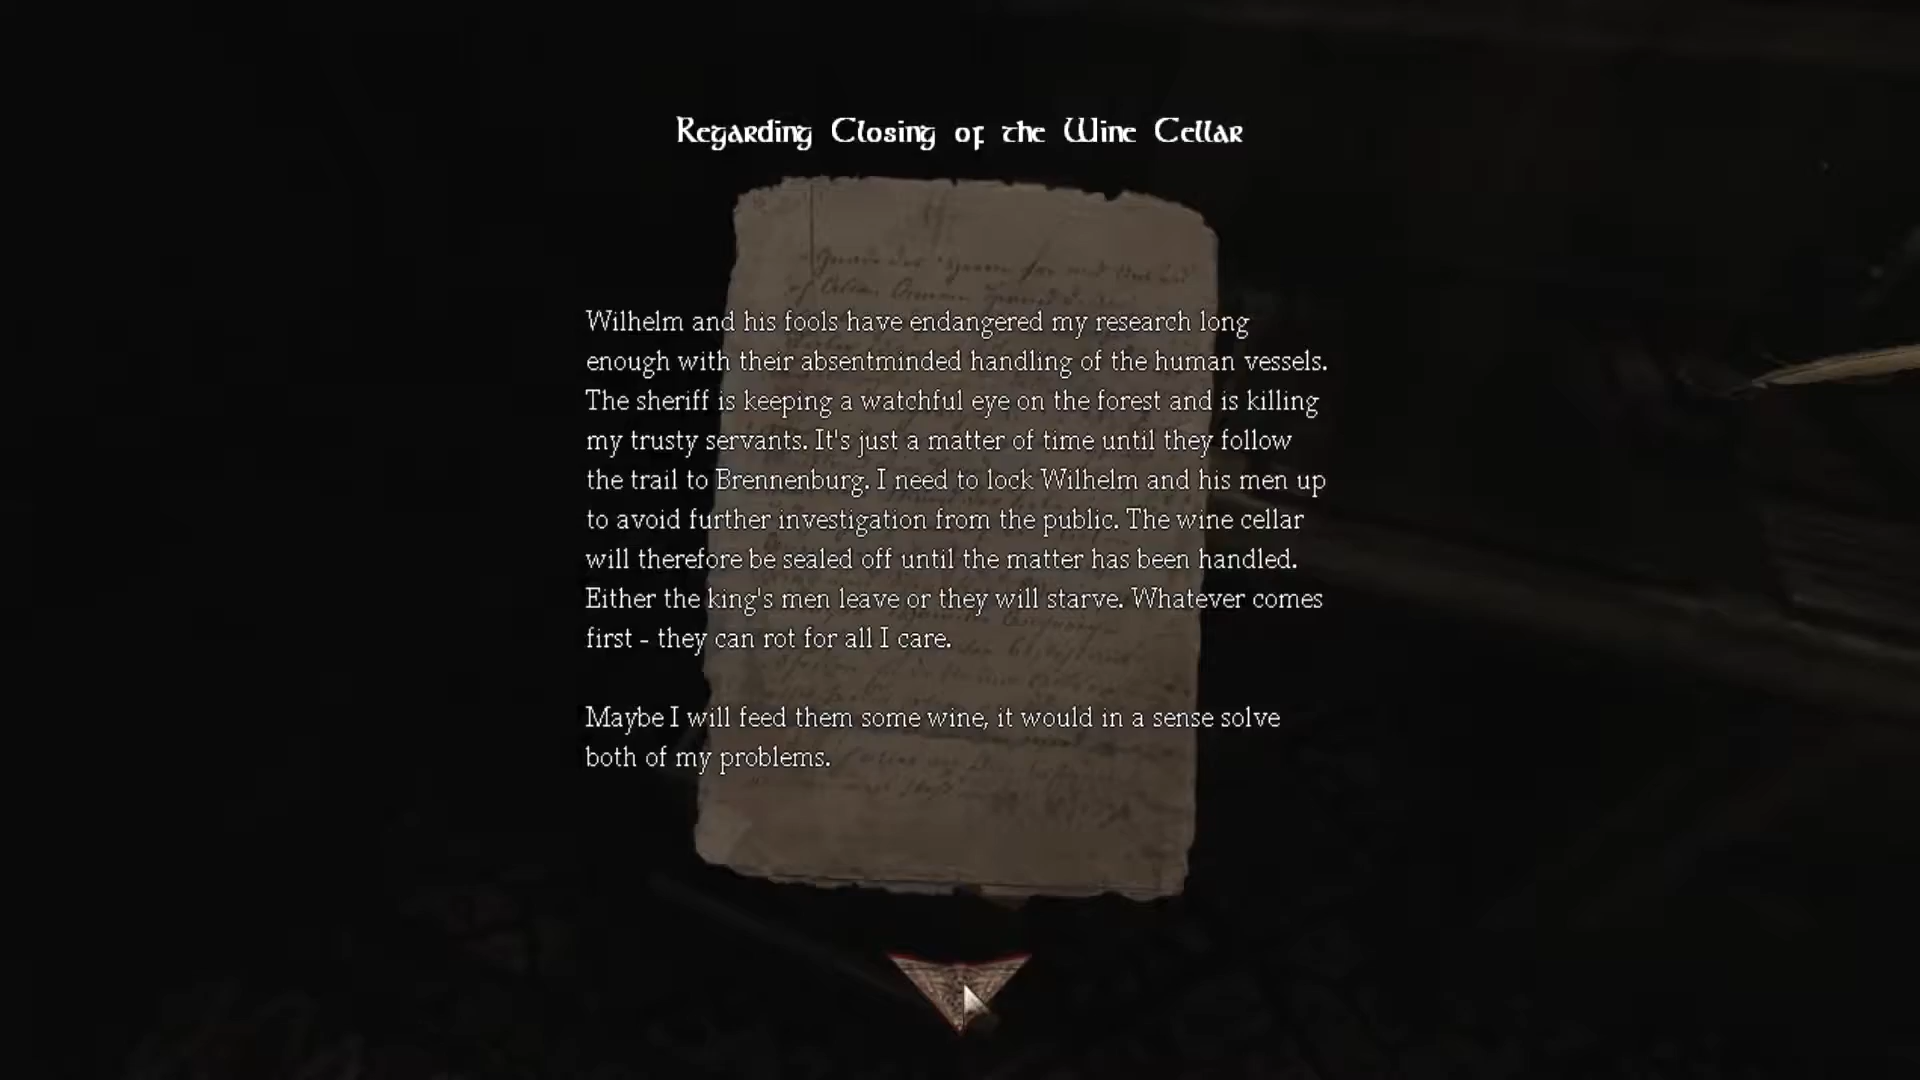 Regarding Closing of the Wine Cellar
Wilhelm and his fools have endangered my research long
enough with their absentminded handling of the human vessels.
The sheriff is keeping a watchful eye on the forest and is killing
my trusty servants. It's just a matter of time until they follow
the trail to Brennenburg. I need to lock Wilhelm and his men up
to avoid further investigation from the public. The wine cellar
will therefore be sealed off until the matter has been handled.
Either the king's men leave or they will starve. Whatever comes
first - they can rot for all I care.
Maybe I will feed them some wine, it would in a sense solve
both of my problems.